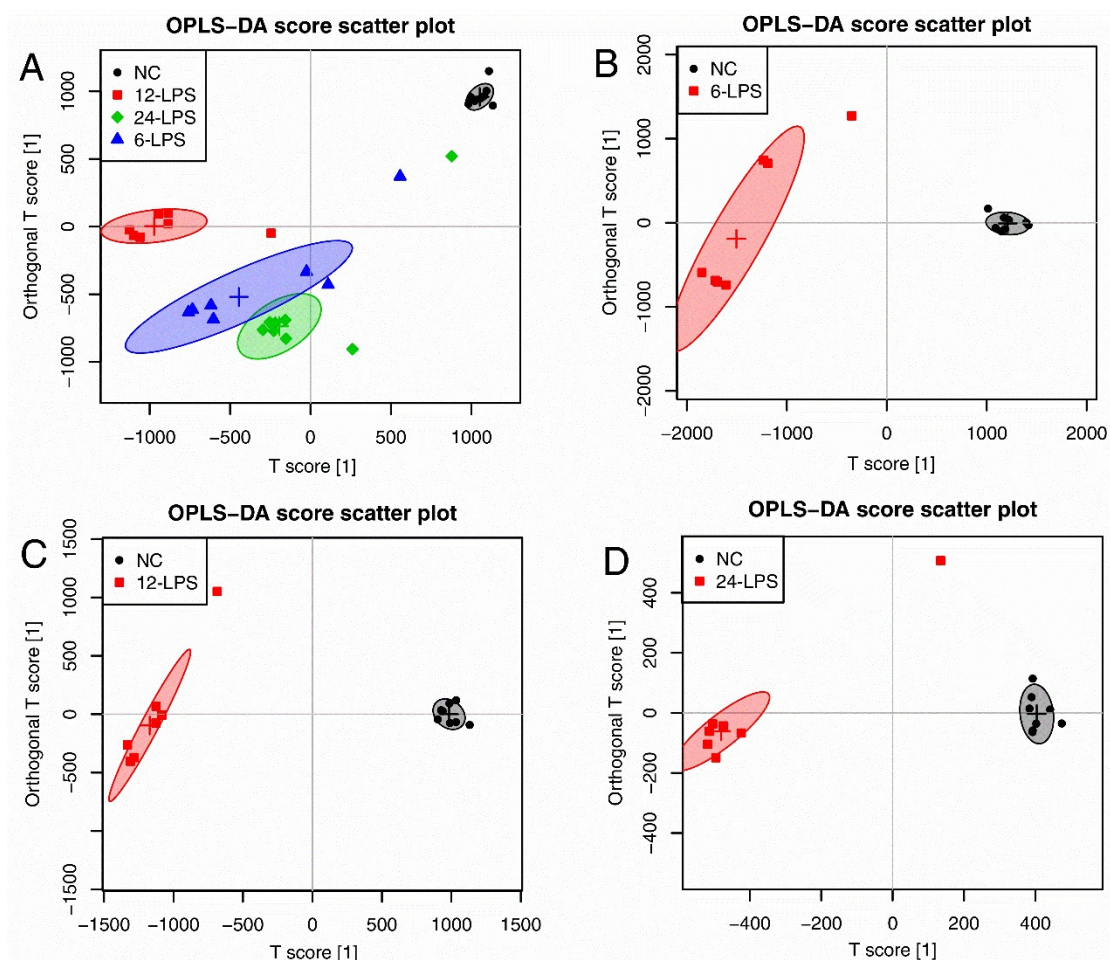 OPLS−DA score scatter plot
A
NC
12-LPS
24-LPS
6-LPS
Orthogonal T score [1]
1000
500
0
−500
−1000
−1000 −500 0 500 1000
T score [1]
OPLS−DA score scatter plot
B
NC
6-LPS
Orthogonal T score [1]
2000
1000
0
−1000
−2000
−2000 −1000 0 1000 2000
T score [1]
OPLS−DA score scatter plot
C
NC
12-LPS
Orthogonal T score [1]
1500
1000
500
0
−500
−1500
−1500 −1000 −500 0 500 1000 1500
T score [1]
OPLS−DA score scatter plot
D
NC
24-LPS
Orthogonal T score [1]
400
200
0
−200
−400
−400 −200 0 200 400
T score [1]